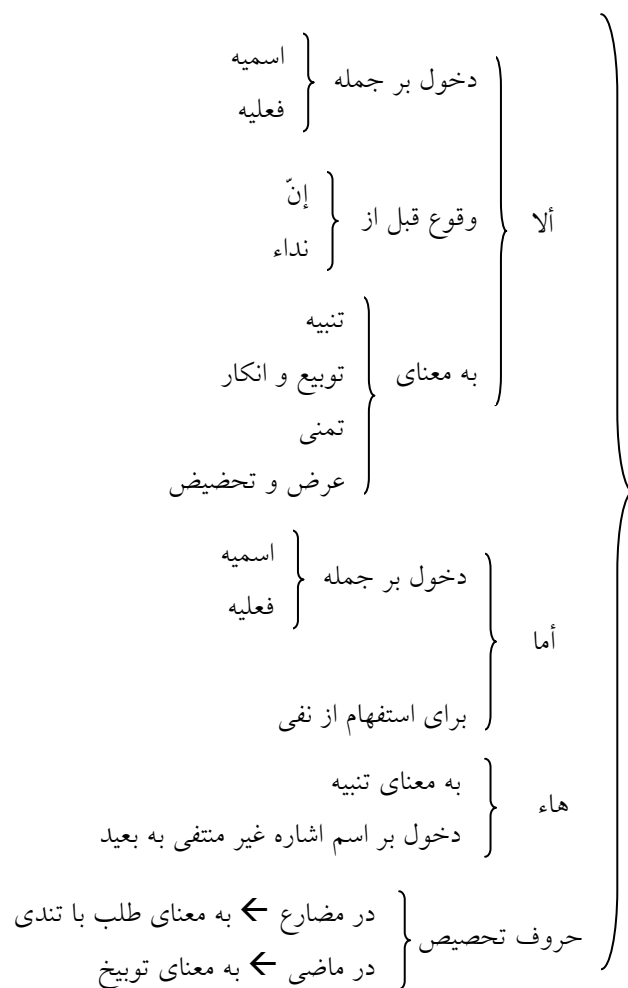 ألا
دخول بر جمله
اسمیه
فعلیه
وقوع قبل از
إنّ
نداء
به معنای
تنبیه
توبیع و انکار
تمنی
عرض و تحضیض
أما
دخول بر جمله
اسمیه
فعلیه
برای استفهام از نفی
هاء
به معنای تنبیه
دخول بر اسم اشاره غیر منتفی به بعید
حروف تحصیص
در مضارع ← به معنای طلب با تندی
در ماضی ← به معنای توبیخ